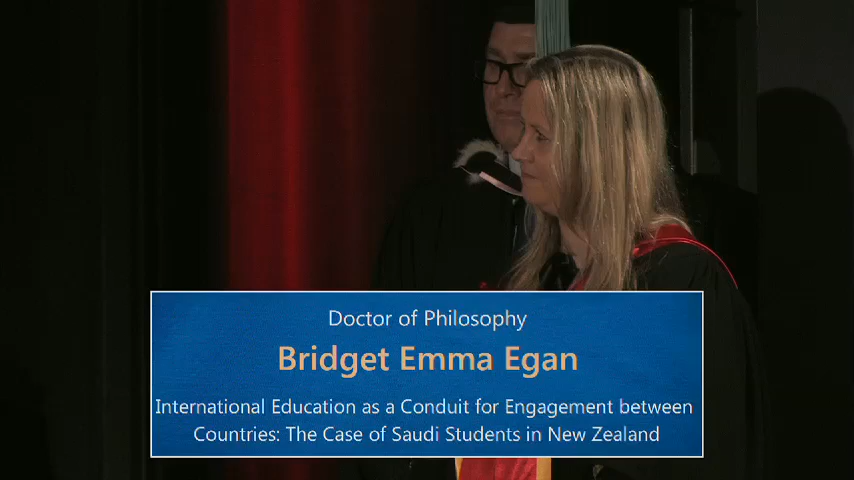 Doctor of Philosophy
Bridget Emma Egan
International Education as a Conduit for Engagement between
Countries: The Case of Saudi Students in New Zealand